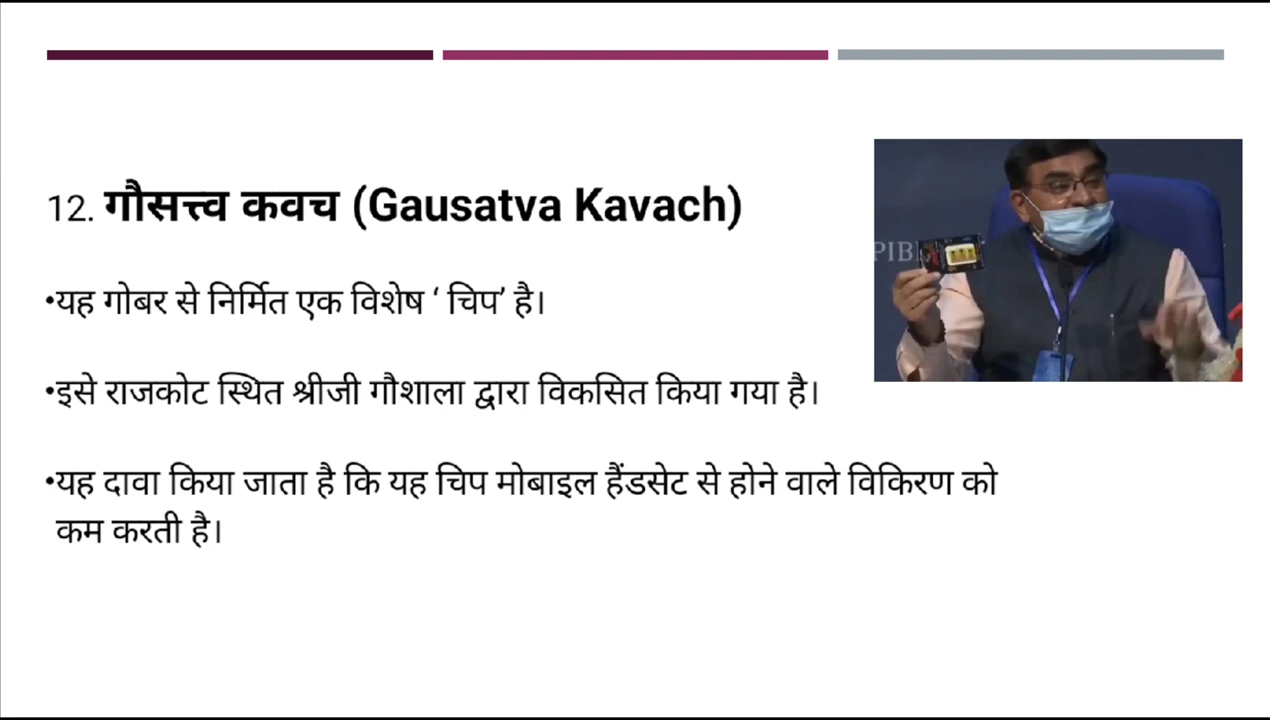 12. गौसत्त्व कवच (Gausatva Kavach)
PIB
•यह गोबर से निर्मित एक विशेष ‘ चिप’ है।
•इसे राजकोट स्थित श्रीजी गौशाला द्वारा विकसित किया गया है।
•यह दावा किया जाता है कि यह चिप मोबाइल हैंडसेट से होने वाले विकिरण को
कम करती है।